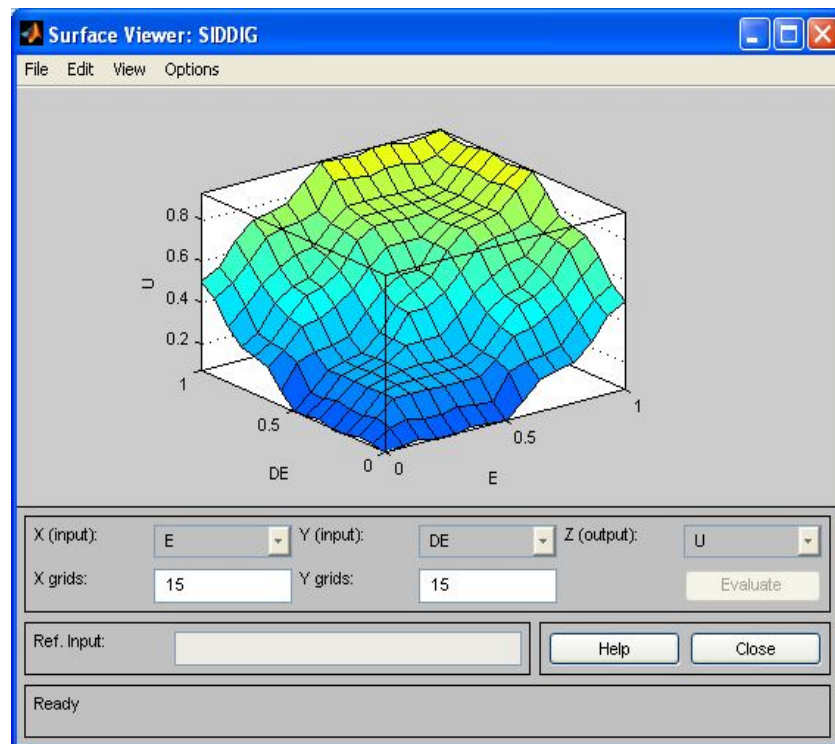 Surface Viewer: SIDDIG
File Edit View Options
0.8
0.6
0.4
0.2
U
1
0.5
0
DE
0
0.5
1
E
X (input): E Y (input): DE Z (output): U
X grids: 15 Y grids: 15 Evaluate
Ref. Input: Help Close
Ready